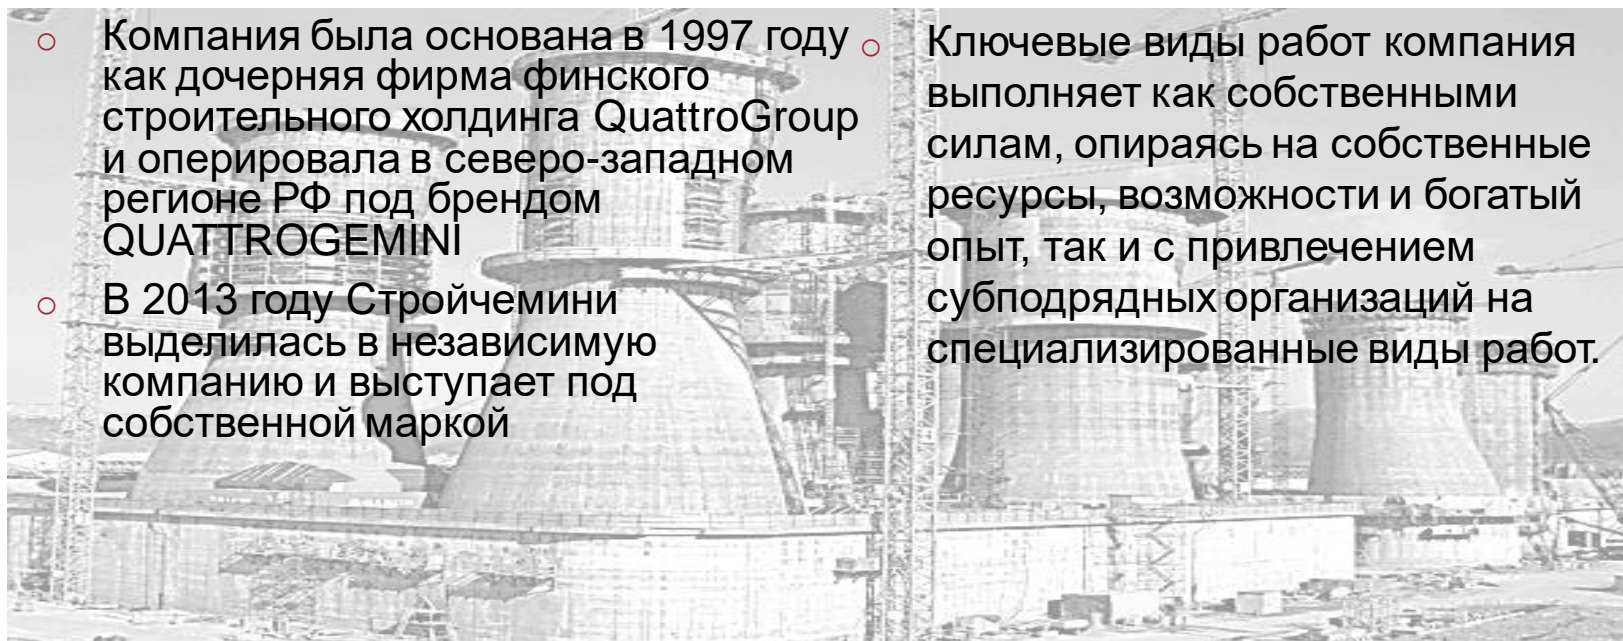 Компания была основана в 1997 году
как дочерняя фирма финского
строительного холдинга QuattroGroup
и оперировала в северо-западном
регионе РФ под брендом
QUATTROGEMINI
В 2013 году Стройчемини
выделилась в независимую
компанию и выступает под
собственной маркой
Ключевые виды работ компания
выполняет как собственными
силам, опираясь на собственные
ресурсы, возможности и богатый
опыт, так и с привлечением
субподрядных организаций на
специализированные виды работ.